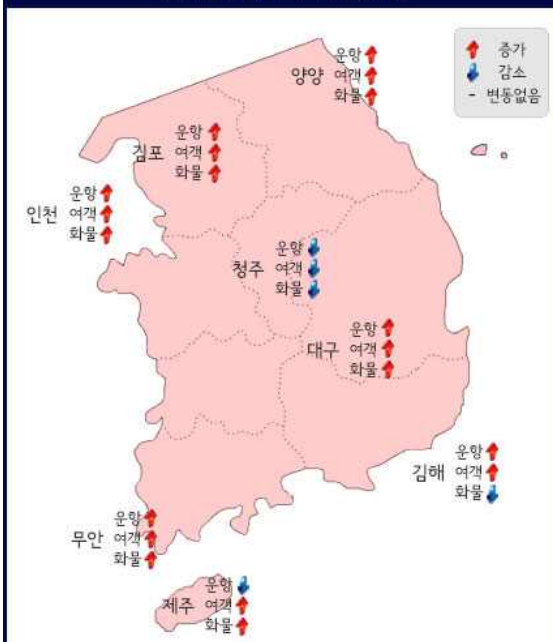 증가
감소
- 변동없음
운항
양양 여객
화물
운항
김포 여객
화물
운항
인천 여객
화물
운항
청주 여객
화물
운항
대구 여객
화물
운항
김해 여객
화물
운항
무안 여객
화물
운항
제주 여객
화물